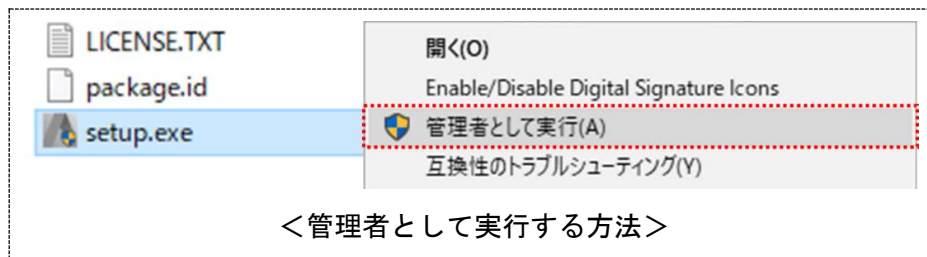 LICENSE.TXT
package.id
setup.exe
開く(O)
Enable/Disable Digital Signature Icons
管理者として実行(A)
互換性のトラブルシューティング(Y)
＜管理者として実行する方法＞